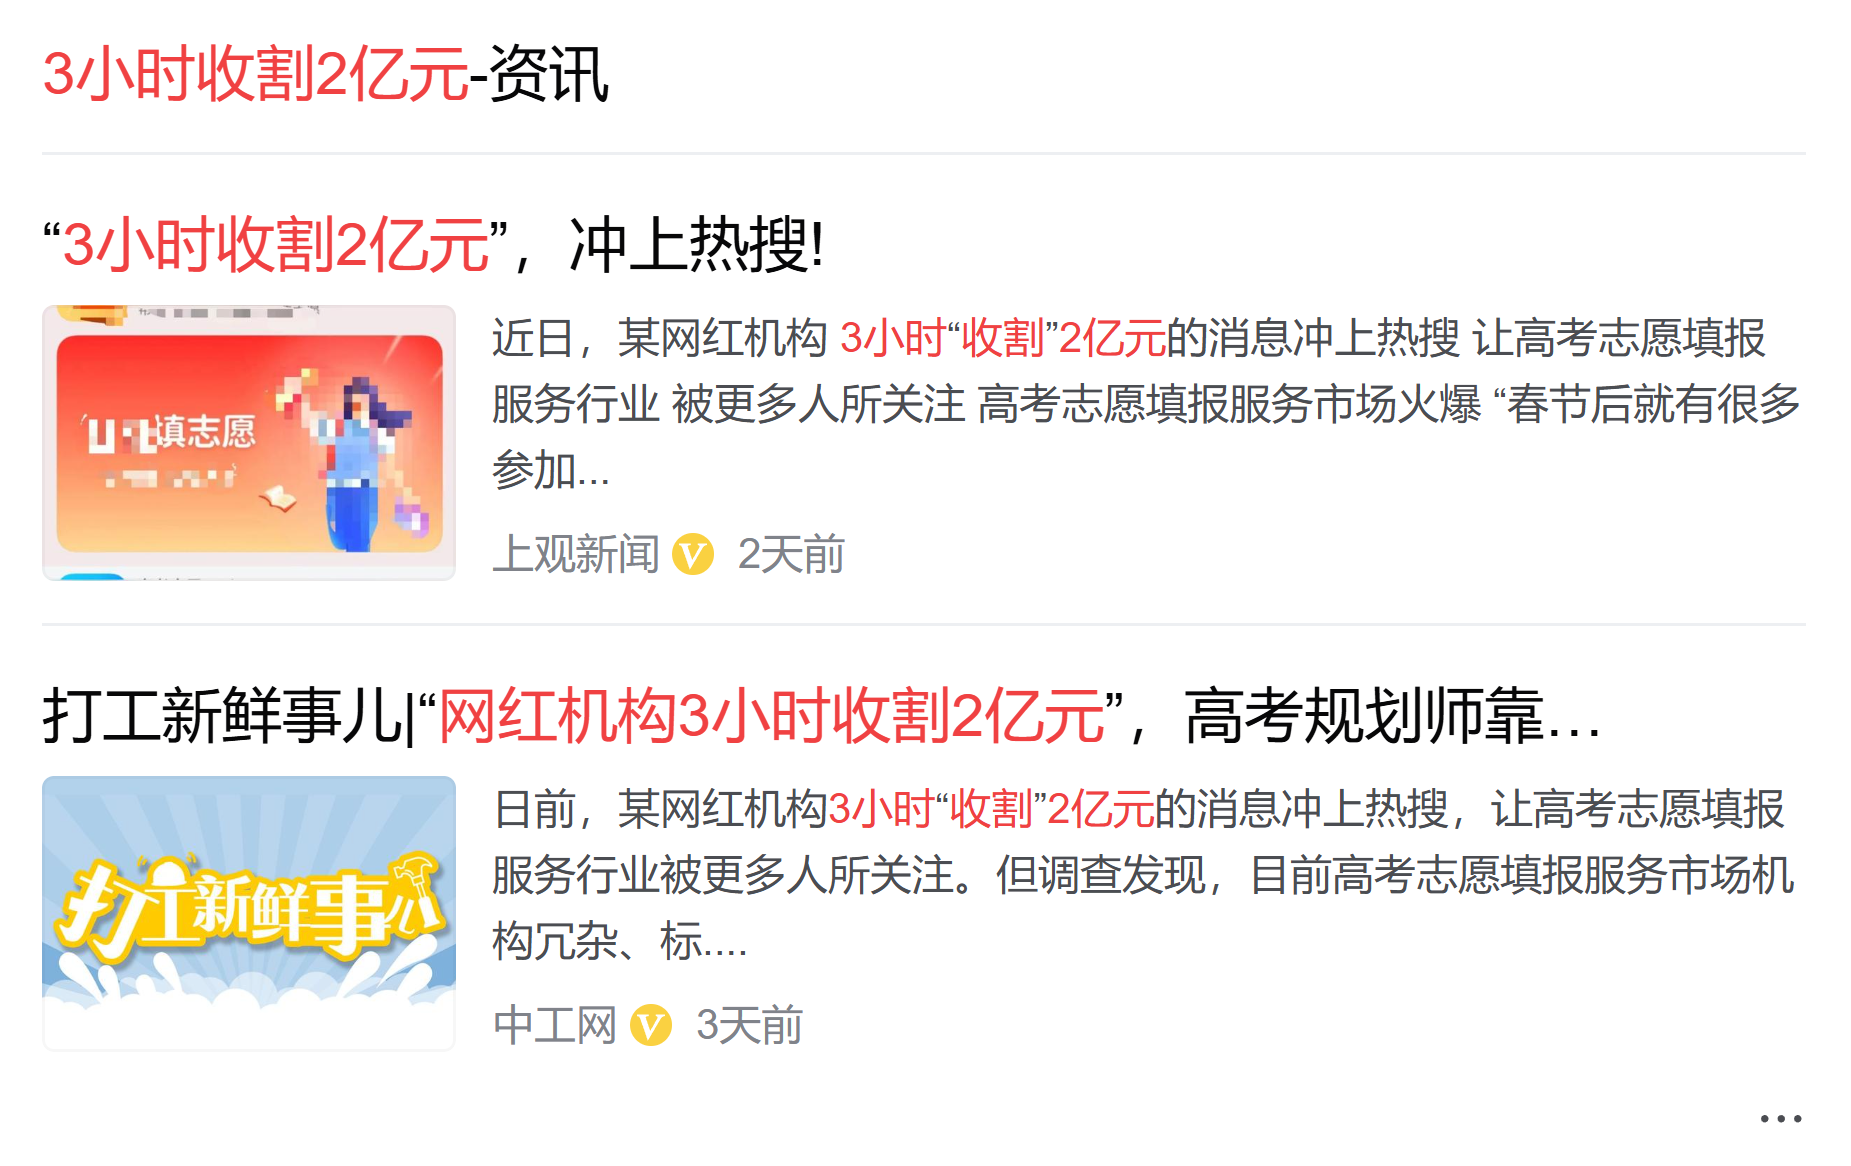 3小时收割2亿元-资讯
“3小时收割2亿元”，冲上热搜!
填志愿
近日，某网红机构 3小时“收割”2亿元的消息冲上热搜 让高考志愿填报
服务行业 被更多人所关注 高考志愿填报服务市场火爆 “春节后就有很多
参加...
上观新闻 V 2天前
打工新鲜事儿|“网红机构3小时收割2亿元”，高考规划师靠...
打工新鲜事儿
日前，某网红机构3小时“收割”2亿元的消息冲上热搜，让高考志愿填报
服务行业被更多人所关注。但调查发现，目前高考志愿填报服务市场机
构冗杂、标....
中工网 V 3天前